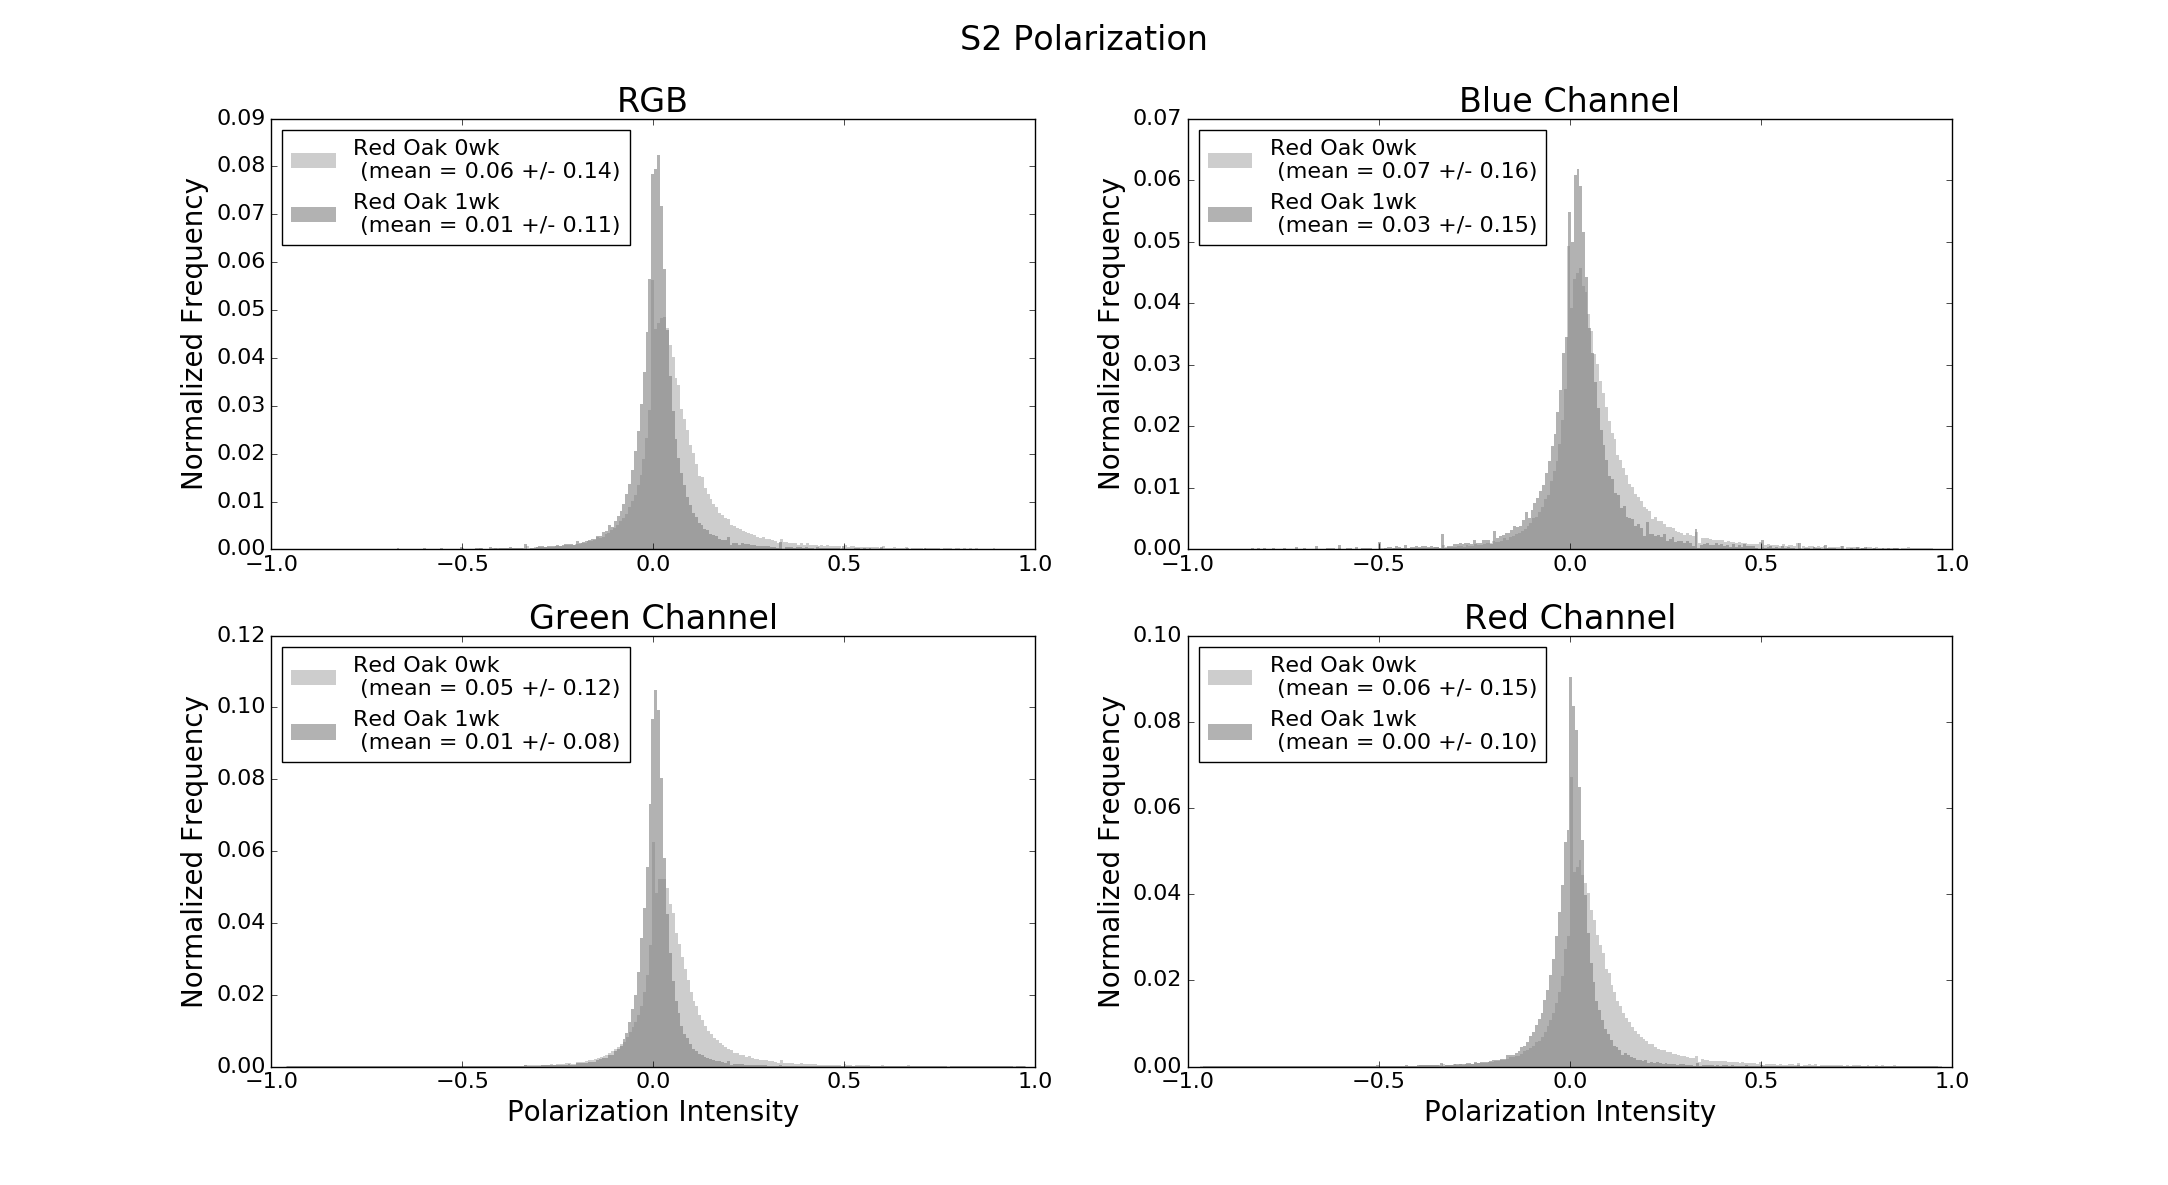 S2 Polarization
RGB
Normalized Frequency
0.09
0.08
0.07
0.06
0.05
0.04
0.03
0.02
0.01
0.00
Red Oak 0wk
(mean = 0.06 +/- 0.14)
Red Oak 1wk
(mean = 0.01 +/- 0.11)
−1.0 −0.5 0.0 0.5 1.0
Blue Channel
Normalized Frequency
0.07
0.06
0.05
0.04
0.03
0.02
0.01
0.00
Red Oak 0wk
(mean = 0.07 +/- 0.16)
Red Oak 1wk
(mean = 0.03 +/- 0.15)
−1.0 −0.5 0.0 0.5 1.0
Green Channel
Normalized Frequency
0.12
0.10
0.08
0.06
0.04
0.02
0.00
Red Oak 0wk
(mean = 0.05 +/- 0.12)
Red Oak 1wk
(mean = 0.01 +/- 0.08)
−1.0 −0.5 0.0 0.5 1.0
Polarization Intensity
Red Channel
Normalized Frequency
0.10
0.08
0.06
0.04
0.02
0.00
Red Oak 0wk
(mean = 0.06 +/- 0.15)
Red Oak 1wk
(mean = 0.00 +/- 0.10)
−1.0 −0.5 0.0 0.5 1.0
Polarization Intensity